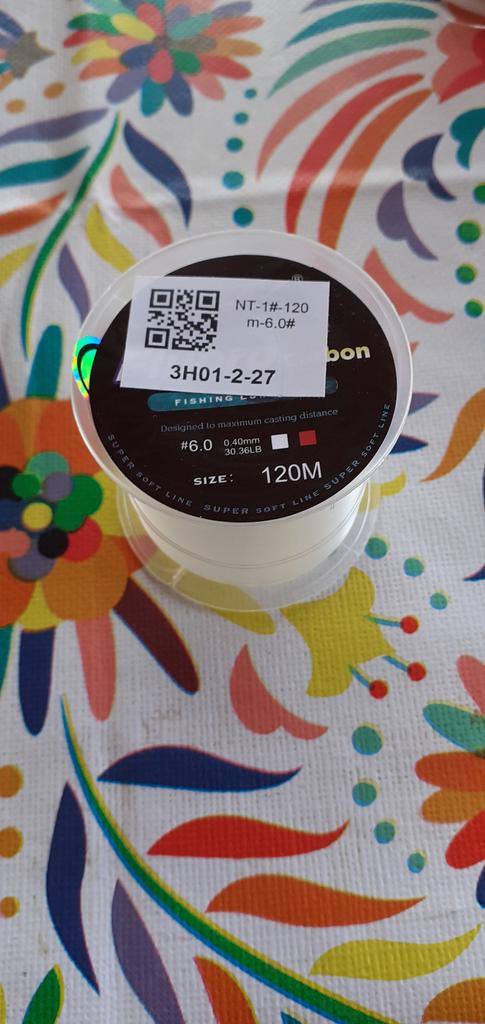 ®
NT-1#-120
m-6.0#
3H01-2-27
bon
FISHING
Designed to maximum casting distance
#6.0 0.40mm
30.36LB
SIZE: 120M
SUPER SOFT LINE SUPER SOFT LINE SUPER SOFT LINE